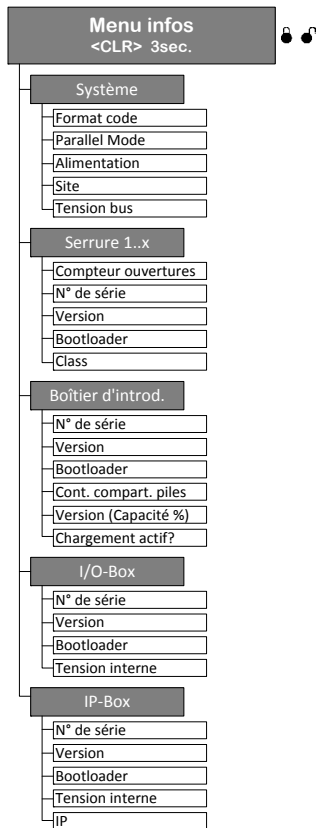 Menu infos
<CLR> 3sec.
Système
Format code
Parallel Mode
Alimentation
Site
Tension bus
Serrure 1..x
Compteur ouvertures
N° de série
Version
Bootloader
Class
Boîtier d'introd.
N° de série
Version
Bootloader
Cont. compart. piles
Version (Capacité %)
Chargement actif?
I/O-Box
N° de série
Version
Bootloader
Tension interne
IP-Box
N° de série
Version
Bootloader
Tension interne
IP